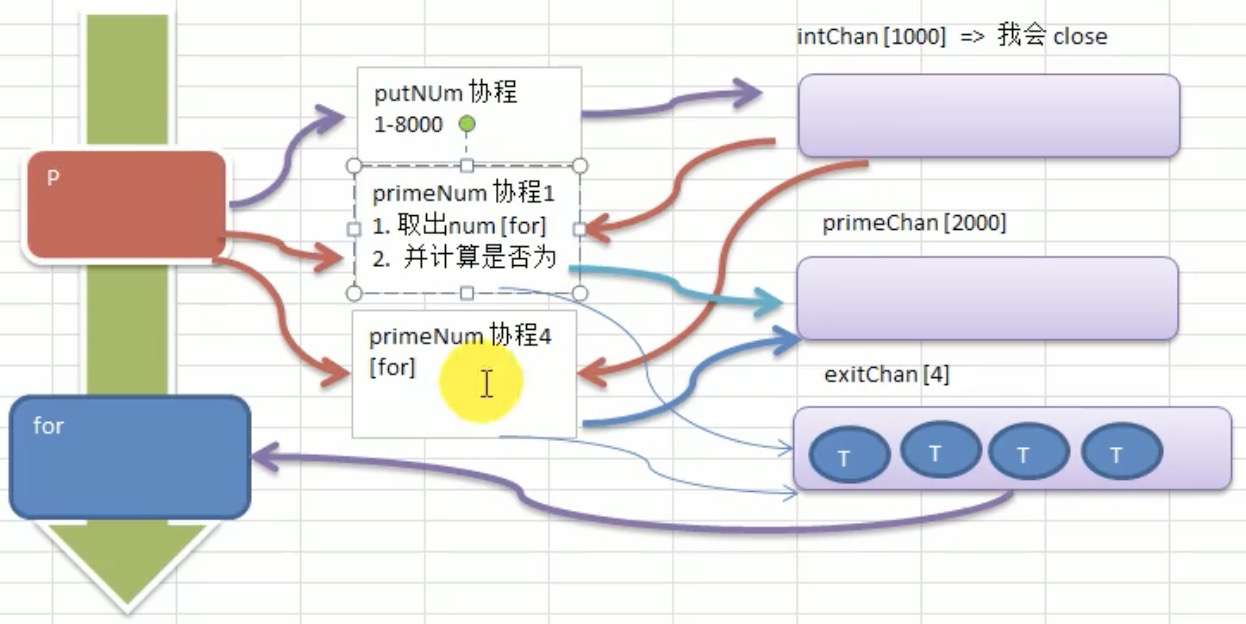 intChan [1000] => 我会 close
putNUm 协程
1-8000
P
primeNum 协程1
1. 取出num [for]
2. 并计算是否为
primeChan [2000]
primeNum 协程4
[for]
exitChan [4]
for
T T T T